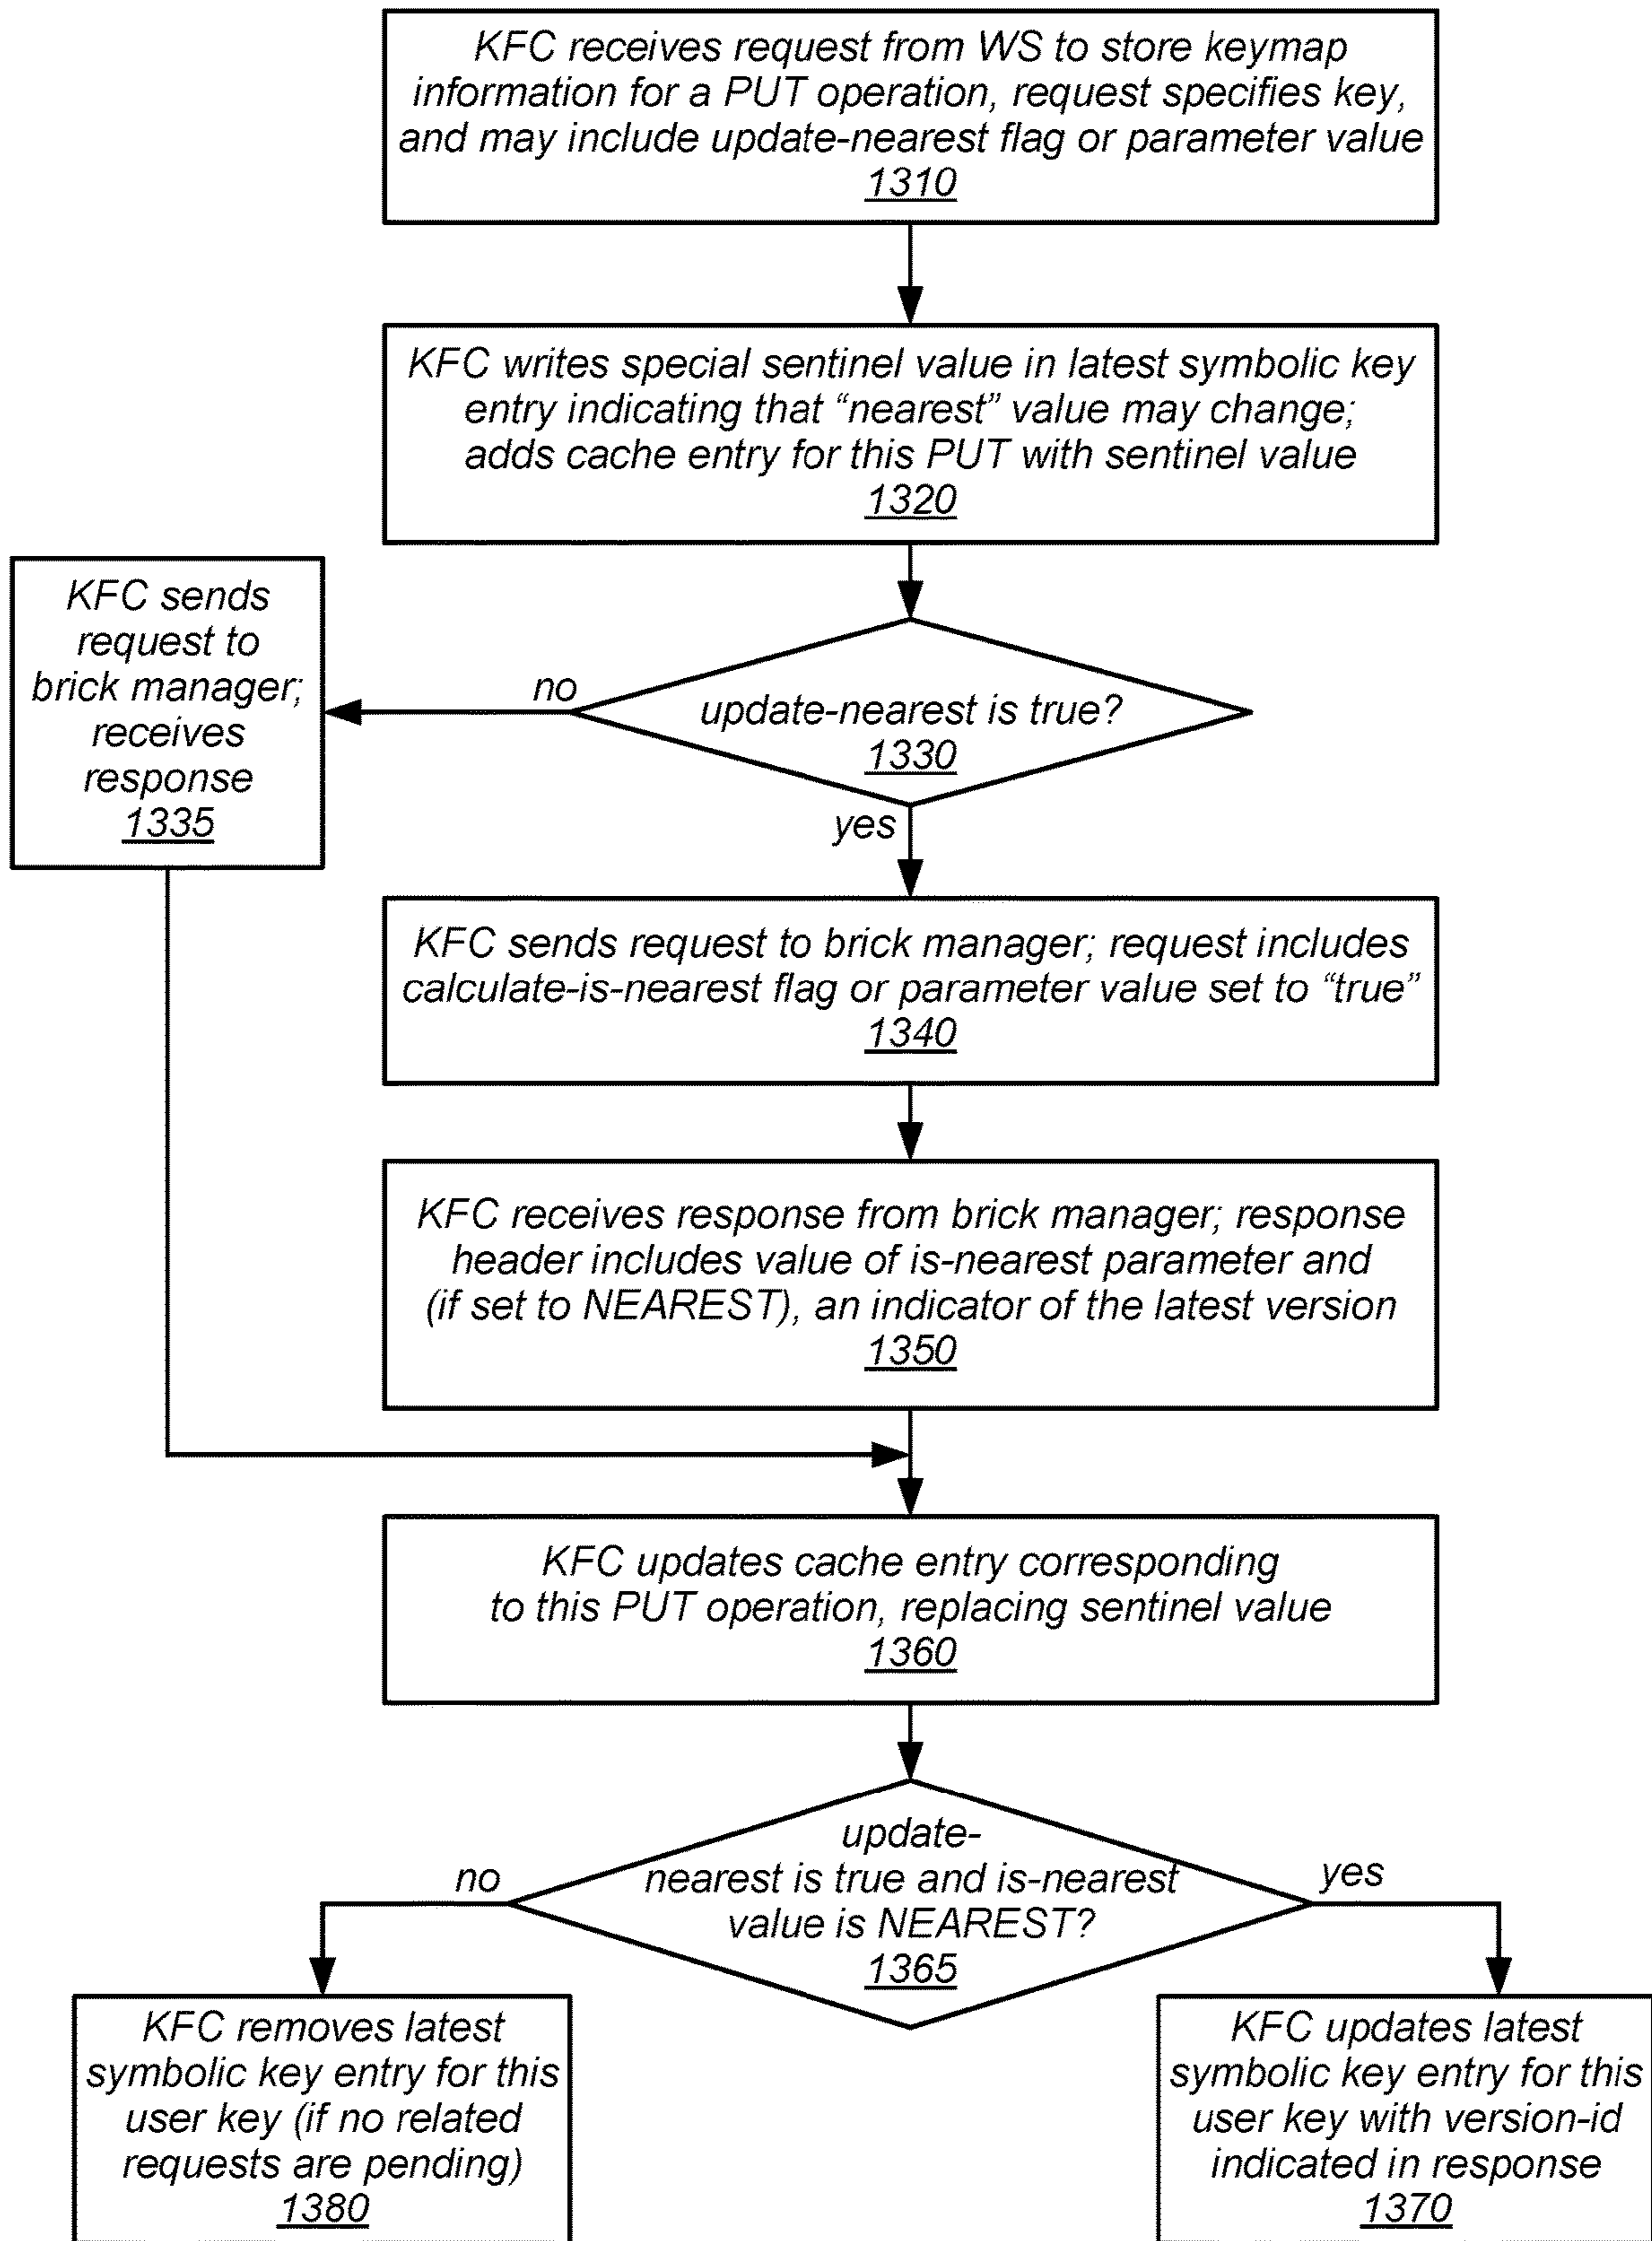 KFC receives request from WS to store keymap
information for a PUT operation, request specifies key,
and may include update-nearest flag or parameter value
1310
KFC writes special sentinel value in latest symbolic key
entry indicating that “nearest” value may change;
adds cache entry for this PUT with sentinel value
1320
KFC sends
request to
brick manager;
receives
response
1335
no
update-nearest is true?
1330
yes
KFC sends request to brick manager; request includes
calculate-is-nearest flag or parameter value set to “true”
1340
KFC receives response from brick manager; response
header includes value of is-nearest parameter and
(if set to NEAREST), an indicator of the latest version
1350
KFC updates cache entry corresponding
to this PUT operation, replacing sentinel value
1360
update-
nearest is true and is-nearest
value is NEAREST?
1365
no
yes
KFC removes latest
symbolic key entry for this
user key (if no related
requests are pending)
1380
KFC updates latest
symbolic key entry for this
user key with version-id
indicated in response
1370